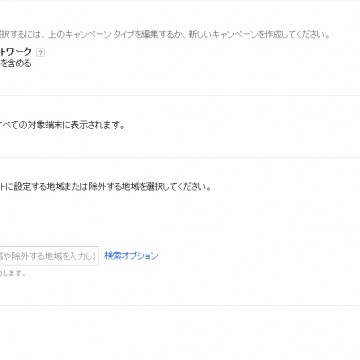 択するには、上のキャンペーン タイプを編集するか、新しいキャンペーンを作成してください。
トワーク ?
を含める
すべての対象端末に表示されます。
トに設定する地域または除外する地域を選択してください。
や除外する地域を入力し
検索オプション
します。